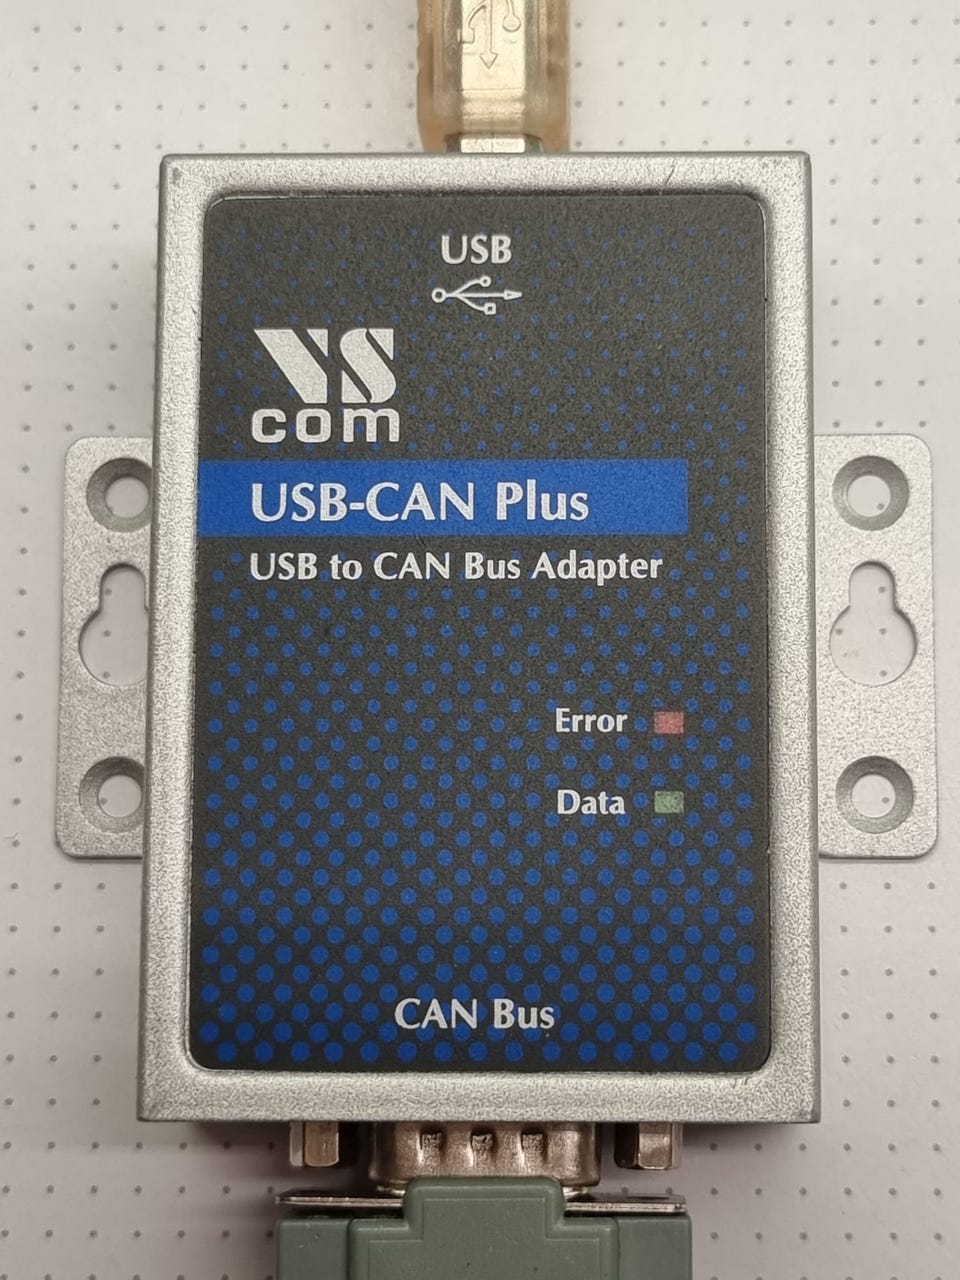 USB
VS
com
USB-CAN Plus
USB to CAN Bus Adapter
Error
Data
CAN Bus